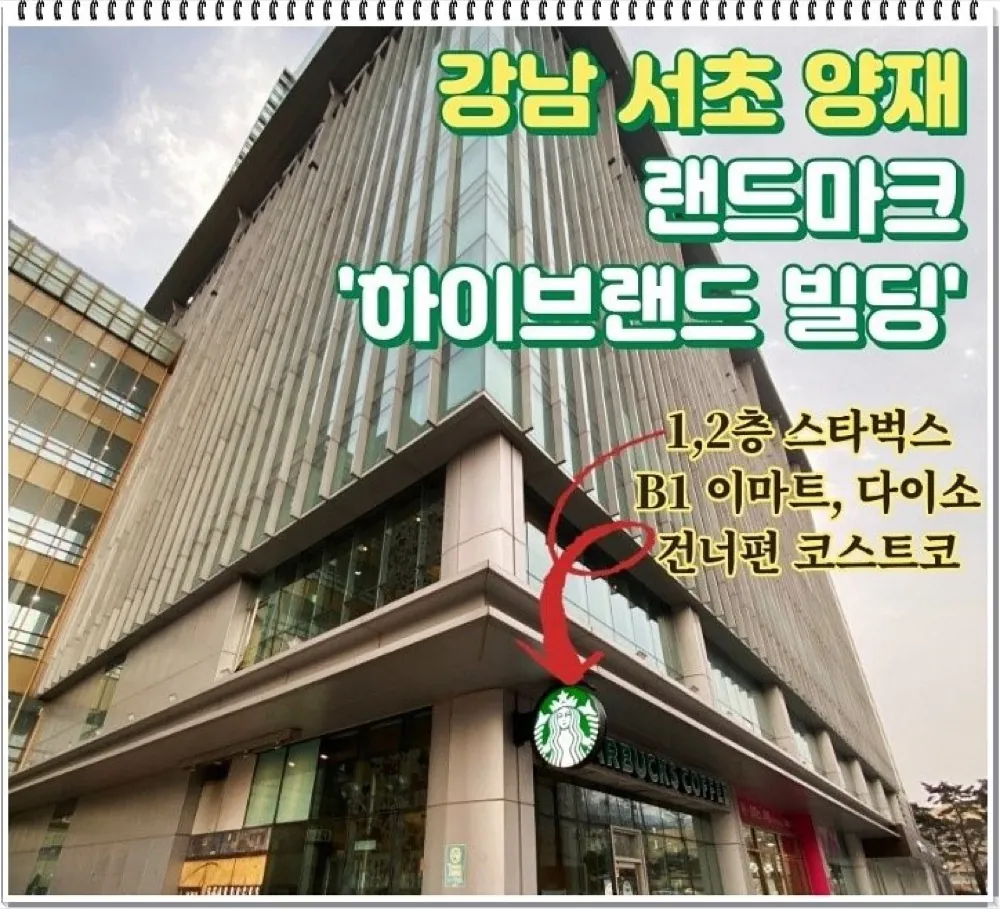 강남 서초 양재
랜드마크
'하이브랜드 빌딩'
1,2층 스타벅스
B1 이마트, 다이소
건너편 코스트코
ARBUCKS COFFEE